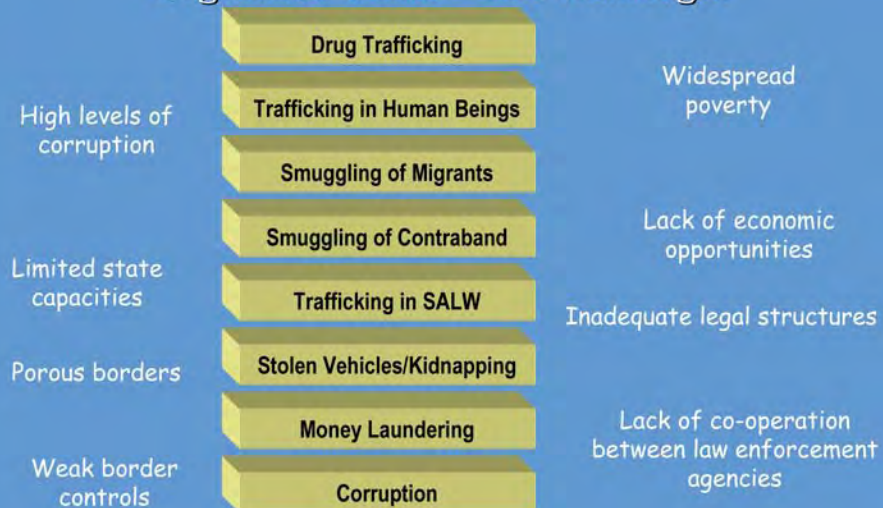 Drug Trafficking
Trafficking in Human Beings
Smuggling of Migrants
Smuggling of Contraband
Trafficking in SALW
Stolen Vehicles/Kidnapping
Money Laundering
Corruption
High levels of
corruption
Limited state
capacities
Porous borders
Weak border
controls
Widespread
poverty
Lack of economic
opportunities
Inadequate legal structures
Lack of co-operation
between law enforcement
agencies